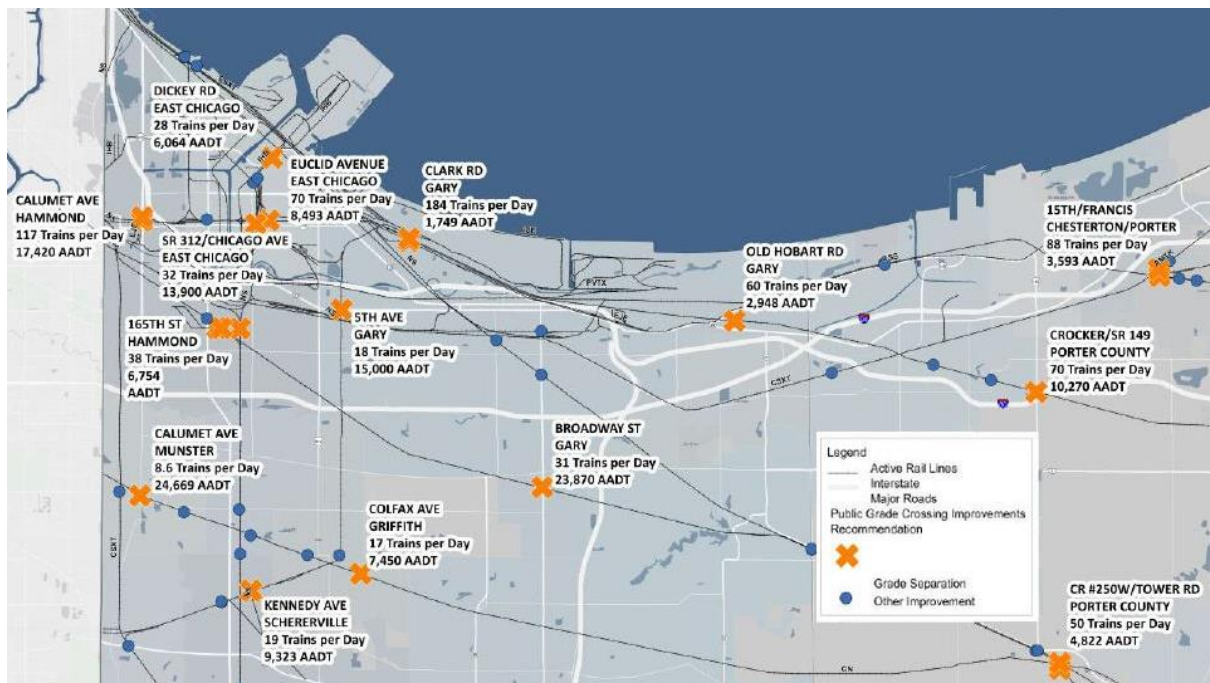 DICKEY RD
EAST CHICAGO
28 Trains per Day
6,064 AADT
EUCLID AVENUE
EAST CHICAGO
70 Trains per Day
8,493 AADT
CLARK RD
GARY
184 Trains per Day
1,749 AADT
CALUMET AVE
HAMMOND
117 Trains per Day
17,420 AADT
SR 312/CHICAGO AVE
EAST CHICAGO
32 Trains per Day
13,900 AADT
15TH/FRANCIS
CHESTERTON/PORTER
88 Trains per Day
3,593 AADT
OLD HOBART RD
GARY
60 Trains per Day
2,948 AADT
165TH ST
HAMMOND
38 Trains per Day
6,754
AADT
5TH AVE
GARY
18 Trains per Day
15,000 AADT
CROCKER/SR 149
PORTER COUNTY
70 Trains per Day
10,270 AADT
CALUMET AVE
MUNSTER
8.6 Trains per Day
24,669 AADT
BROADWAY ST
GARY
31 Trains per Day
23,870 AADT
COLFAX AVE
GRIFFITH
17 Trains per Day
7,450 AADT
KENNEDY AVE
SCHERERVILLE
19 Trains per Day
9,323 AADT
CR #250W/TOWER RD
PORTER COUNTY
50 Trains per Day
4,822 AADT
Legend
Active Rail Lines
Interstate
Major Roads
Public Grade Crossing Improvements
Recommendation
Grade Separation
Other Improvement
NS
CSXT
IHB
NS
PVTX
CSXT
CSXT
CN